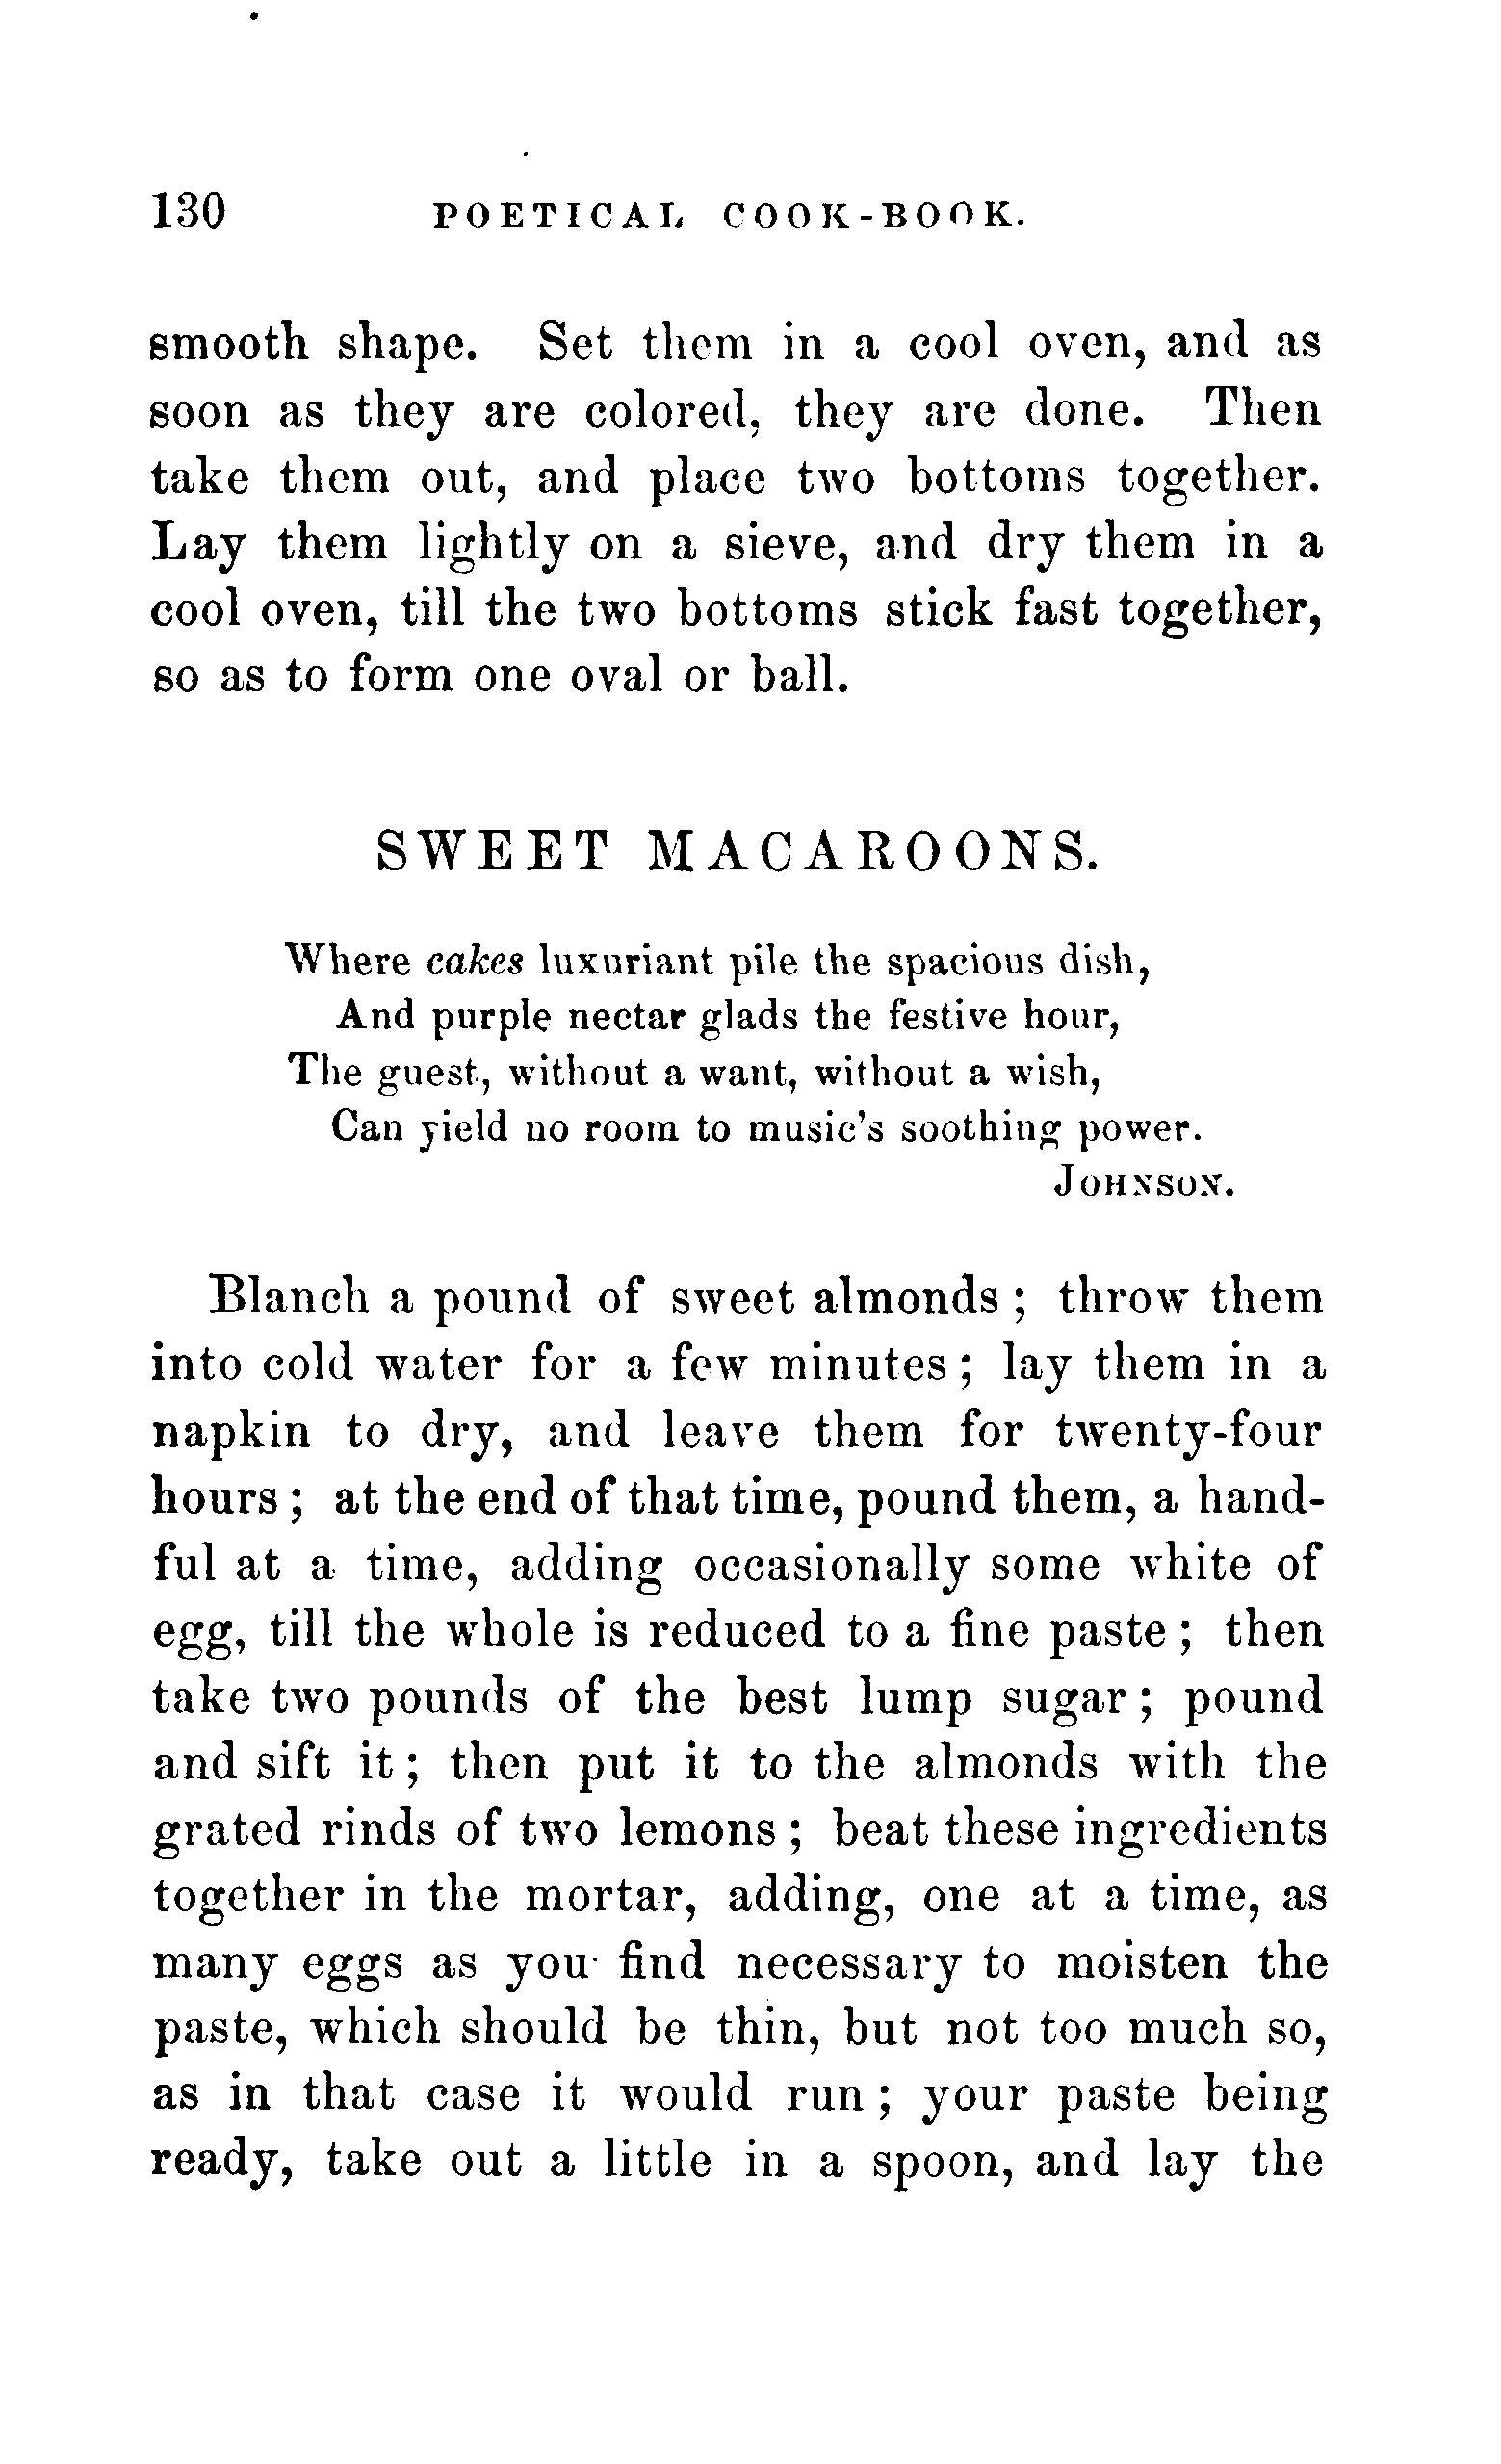 130 POETICAL COOK-BOOK.
smooth shape. Set them in a cool oven, and as
soon as they are colored, they are done. Then
take them out, and place two bottoms together.
Lay them lightly on a sieve, and dry them in a
cool oven, till the two bottoms stick fast together,
so as to form one oval or ball.
SWEET MACAROONS.
Where cakes luxuriant pile the spacious dish,
And purple nectar glads the festive hour,
The guest, without a want, without a wish,
Can yield no room to music's soothing power.
JOHNSON.
Blanch a pound of sweet almonds; throw them
into cold water for a few minutes; lay them in a
napkin to dry, and leave them for twenty-four
hours; at the end of that time, pound them, a hand-
ful at a time, adding occasionally some white of
egg, till the whole is reduced to a fine paste; then
take two pounds of the best lump sugar; pound
and sift it; then put it to the almonds with the
grated rinds of two lemons; beat these ingredients
together in the mortar, adding, one at a time, as
many eggs as you find necessary to moisten the
paste, which should be thin, but not too much so,
as in that case it would run; your paste being
ready, take out a little in a spoon, and lay the